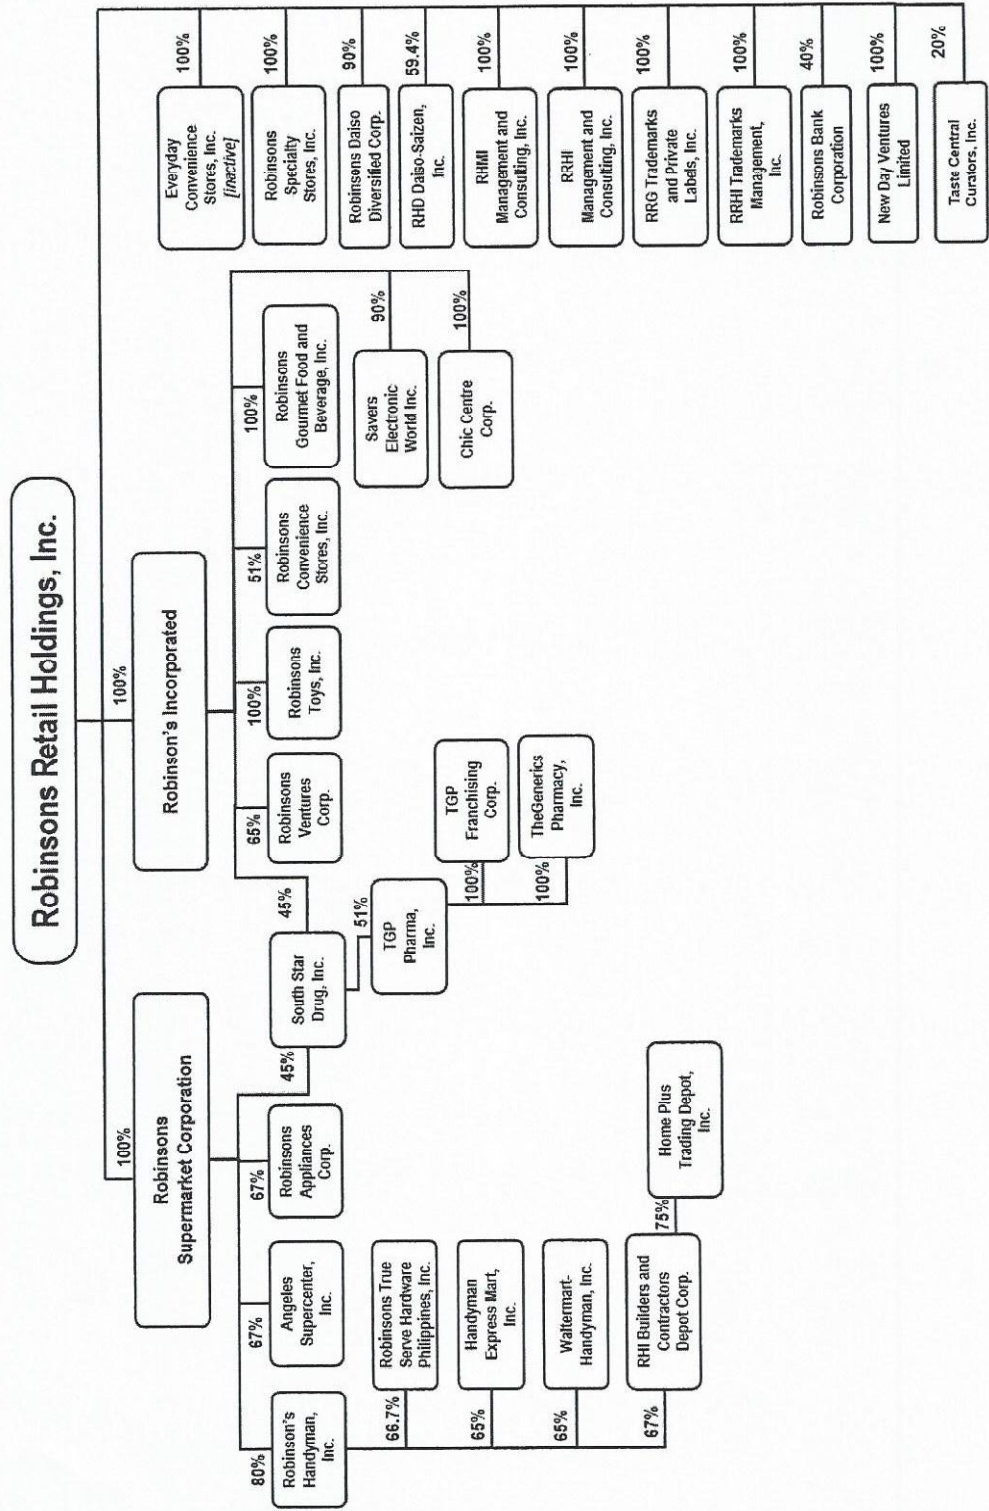 Robinsons Retail Holdings, Inc.
100%
Robinsons
Supermarket Corporation
100%
Robinson's Incorporated
80%
Robinson's
Handyman,
Inc.
67%
Angeles
Supercenter,
Inc.
67%
Robinsons
Appliances
Corp.
45%
South Star
Drug, Inc.
45%
65%
Robinsons
Ventures
Corp.
100%
Robinsons
Toys, Inc.
51%
Robinsons
Convenience
Stores, Inc.
100%
Robinsons
Gourmet Food and
Beverage, Inc.
66.7%
Robinsons True
Serve Hardware
Philippines, Inc.
65%
Handyman
Express Mart,
Inc.
65%
Waltermart-
Handyman, Inc.
67%
RHI Builders and
Contractors
Depot Corp.
75%
Home Plus
Trading Depot,
Inc.
51%
TGP
Pharma,
Inc.
100%
TGP
Franchising
Corp.
100%
TheGenerics
Pharmacy,
Inc.
Savers
Electronic
World Inc.
90%
Chic Centre
Corp.
100%
Everyday
Convenience
Stores, Inc.
[inactive]
100%
Robinsons
Specialty
Stores, Inc.
100%
Robinsons Daiso
Diversified Corp.
90%
RHD Daiso-Saizen,
Inc.
59.4%
RHMI
Management and
Consulting, Inc.
100%
RRHI
Management and
Consulting, Inc.
100%
RRG Trademarks
and Private
Labels, Inc.
100%
RRHI Trademarks
Management,
Inc.
100%
Robinsons Bank
Corporation
40%
New Day Ventures
Limited
100%
Taste Central
Curators, Inc.
20%